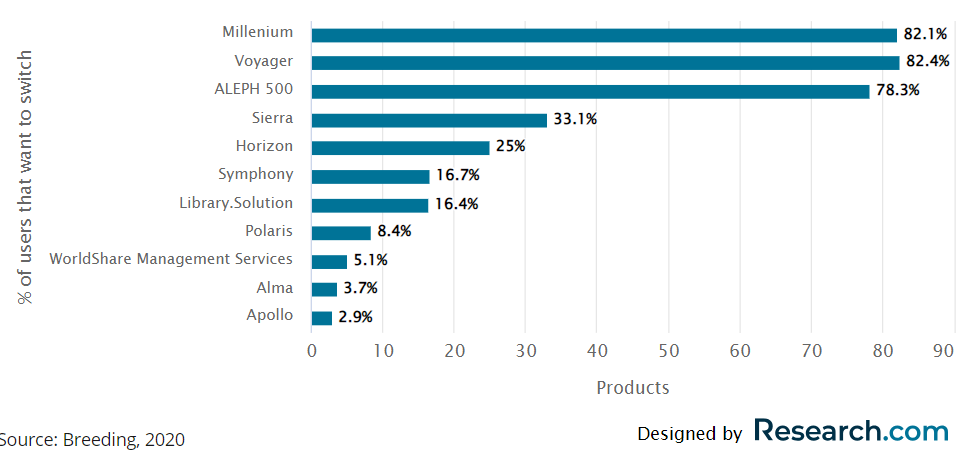 % of users that want to switch
Millenium 82.1%
Voyager 82.4%
ALEPH 500 78.3%
Sierra 33.1%
Horizon 25%
Symphony 16.7%
Library.Solution 16.4%
Polaris 8.4%
WorldShare Management Services 5.1%
Alma 3.7%
Apollo 2.9%
0 10 20 30 40 50 60 70 80 90
Products
Source: Breeding, 2020
Designed by Research.com